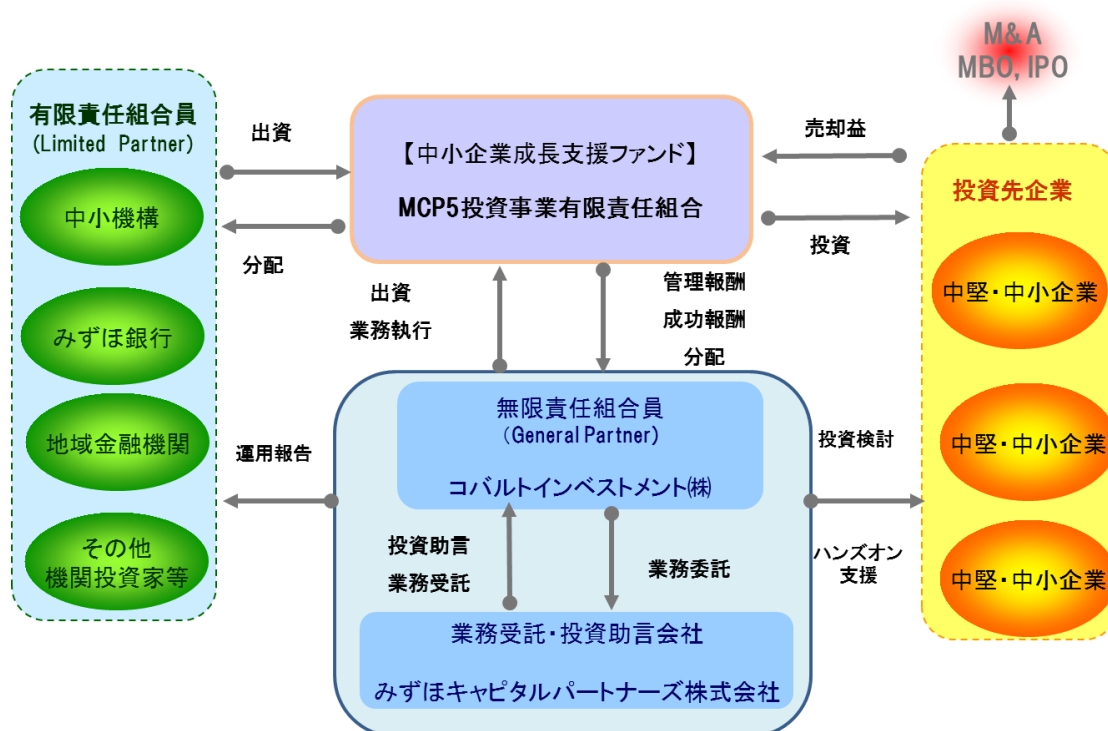 M&A
MBO, IPO
有限責任組合員
(Limited Partner)
中小機構
みずほ銀行
地域金融機関
その他
機関投資家等
出資
分配
【中小企業成長支援ファンド】
MCP5投資事業有限責任組合
売却益
投資
投資先企業
中堅・中小企業
中堅・中小企業
中堅・中小企業
出資
業務執行
管理報酬
成功報酬
分配
運用報告
無限責任組合員
(General Partner)
コバルトインベストメント㈱
投資助言
業務受託
業務委託
業務受託・投資助言会社
みずほキャピタルパートナーズ株式会社
投資検討
ハンズオン
支援